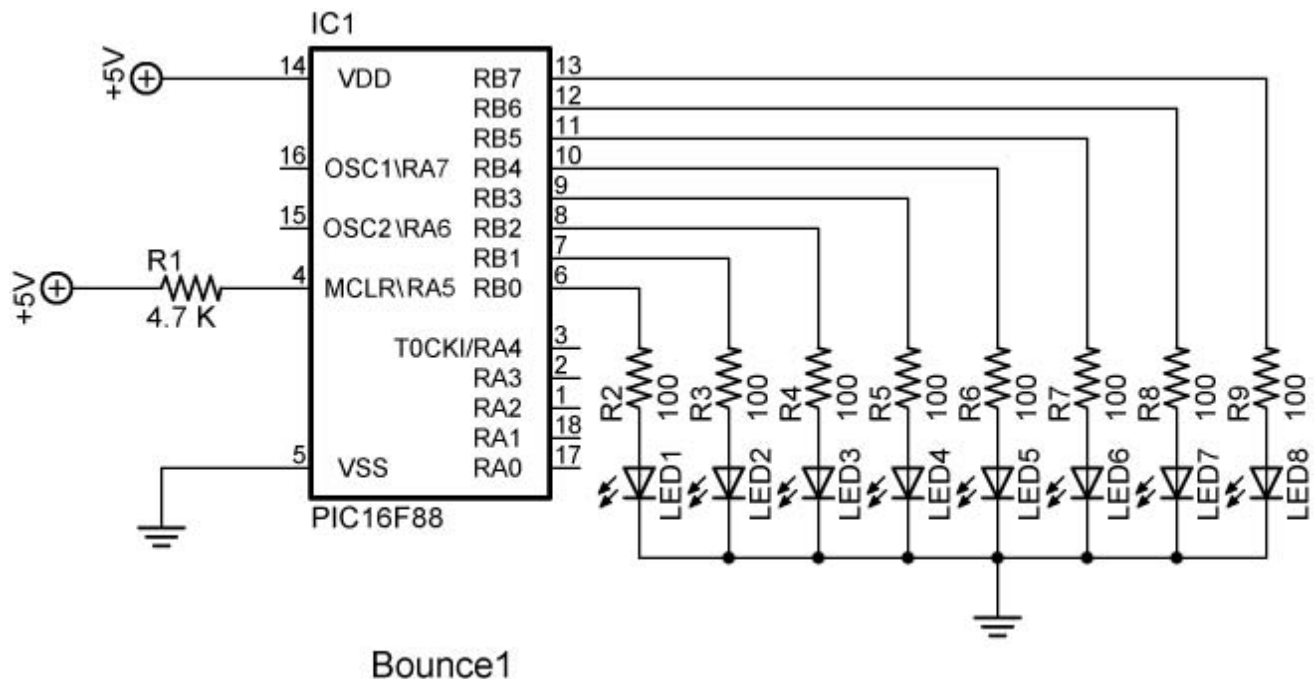 IC1
+5V
14
VDD
RB7
13
RB6
12
RB5
11
16
OSC1\RA7
RB4
10
RB3
9
15
OSC2\RA6
RB2
8
RB1
7
+5V
R1
4.7 K
4
MCLR\RA5
RB0
6
T0CKI/RA4
3
RA3
2
RA2
1
RA1
18
5
VSS
RA0
17
PIC16F88
R2
100
R3
100
R4
100
R5
100
R6
100
R7
100
R8
100
R9
100
LED1
LED2
LED3
LED4
LED5
LED6
LED7
LED8
Bounce1